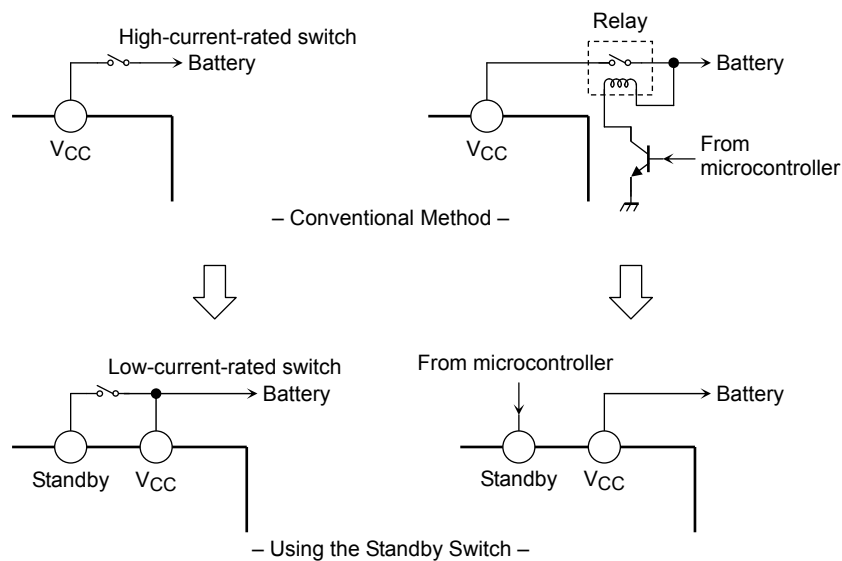 High-current-rated switch
Battery
VCC
Relay
Battery
From
microcontroller
VCC
– Conventional Method –
Low-current-rated switch
Battery
Standby
VCC
From microcontroller
Battery
Standby
VCC
– Using the Standby Switch –